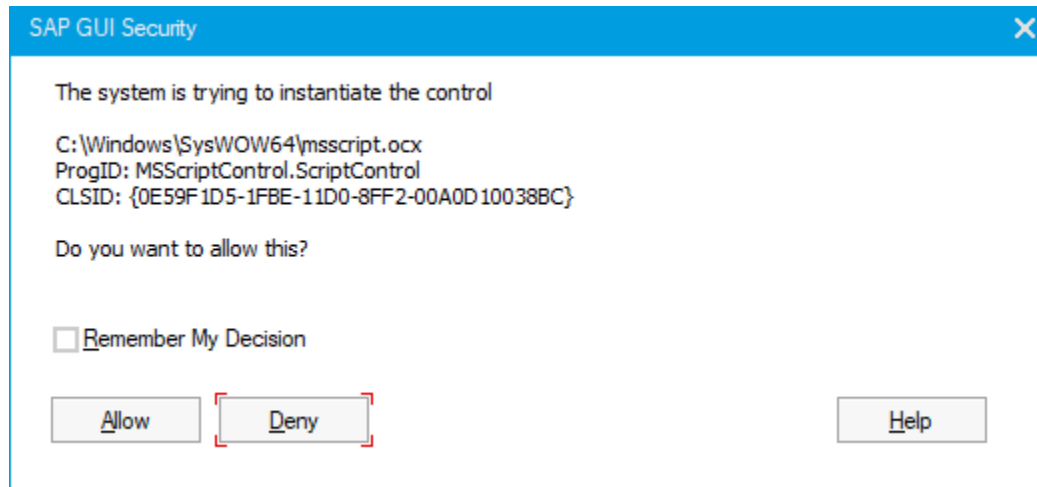 SAP GUI Security
The system is trying to instantiate the control
C:\Windows\SysWOW64\msscript.ocx
ProgID: MSScriptControl.ScriptControl
CLSID: {0E59F1D5-1FBE-11D0-8FF2-00A0D10038BC}
Do you want to allow this?
Remember My Decision
Allow Deny Help